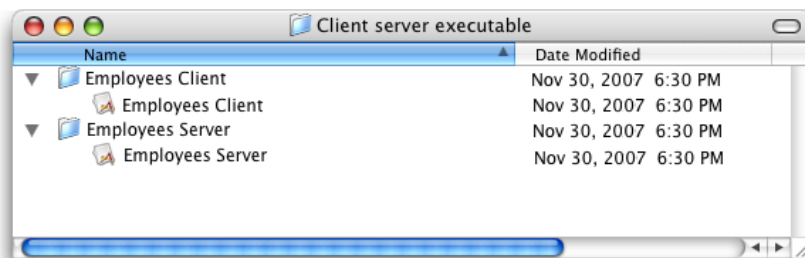 Client server executable
Name Date Modified
Employees Client Nov 30, 2007 6:30 PM
Employees Client Nov 30, 2007 6:30 PM
Employees Server Nov 30, 2007 6:30 PM
Employees Server Nov 30, 2007 6:30 PM